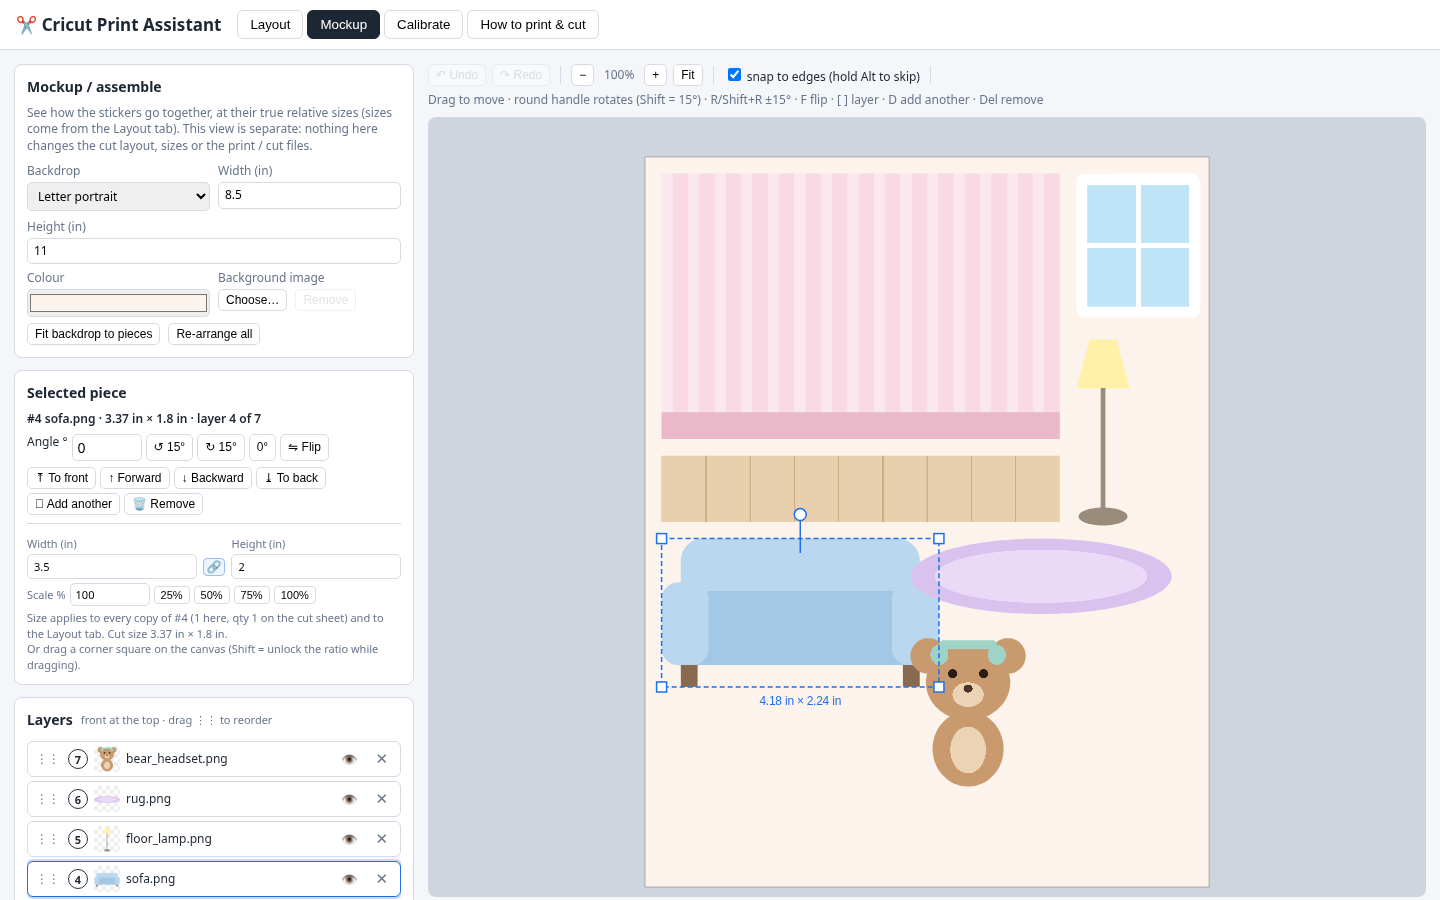 ✂️ Cricut Print Assistant
Layout
Mockup
Calibrate
How to print & cut
Mockup / assemble
See how the stickers go together, at their true relative sizes (sizes
come from the Layout tab). This view is separate: nothing here
changes the cut layout, sizes or the print / cut files.
Backdrop
Width (in)
Letter portrait
8.5
Height (in)
11
Colour
Background image
Choose…
Remove
Fit backdrop to pieces
Re-arrange all
Selected piece
#4 sofa.png · 3.37 in × 1.8 in · layer 4 of 7
Angle °
0
↺ 15°
↻ 15°
0°
⇋ Flip
⤒ To front
↑ Forward
↓ Backward
⤓ To back
Add another
🗑️ Remove
Width (in)
Height (in)
3.5
🔗
2
Scale %
100
25%
50%
75%
100%
Size applies to every copy of #4 (1 here, qty 1 on the cut sheet) and to
the Layout tab. Cut size 3.37 in × 1.8 in.
Or drag a corner square on the canvas (Shift = unlock the ratio while
dragging).
Layers
front at the top · drag ⋮⋮ to reorder
7
bear_headset.png
6
rug.png
5
floor_lamp.png
4
sofa.png
↶ Undo
↷ Redo
−
100%
+
Fit
snap to edges (hold Alt to skip)
Drag to move · round handle rotates (Shift = 15°) · R/Shift+R ±15° · F flip · [ ] layer · D add another · Del remove
4.18 in × 2.24 in